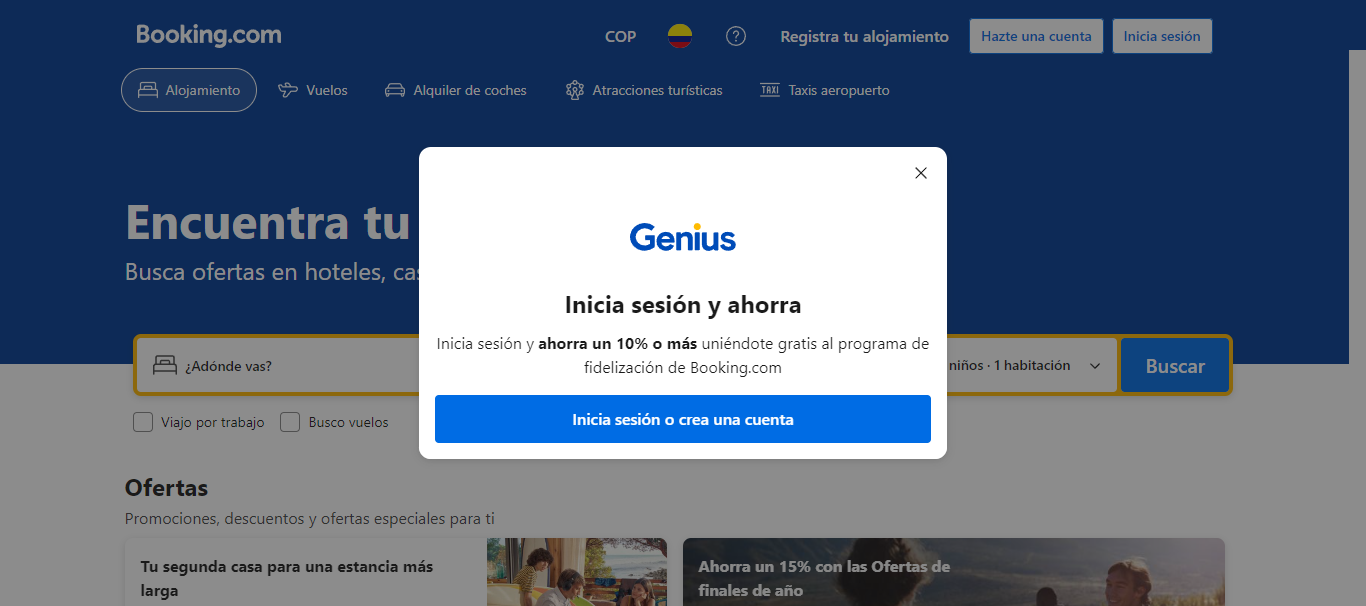 Booking.com
COP
Registra tu alojamiento
Hazte una cuenta
Inicia sesión
Alojamiento
Vuelos
Alquiler de coches
Atracciones turísticas
TAXI Taxis aeropuerto
Encuentra tu
Busca ofertas en hoteles,
Genius
Inicia sesión y ahorra
Inicia sesión y ahorra un 10% o más uniéndote gratis al programa de
fidelización de Booking.com
Inicia sesión o crea una cuenta
¿Adónde vas?
niños · 1 habitación
Buscar
Viajo por trabajo
Busco vuelos
Ofertas
Promociones, descuentos y ofertas especiales para ti
Tu segunda casa para una estancia más
larga
Ahorra un 15% con las Ofertas de
finales de año